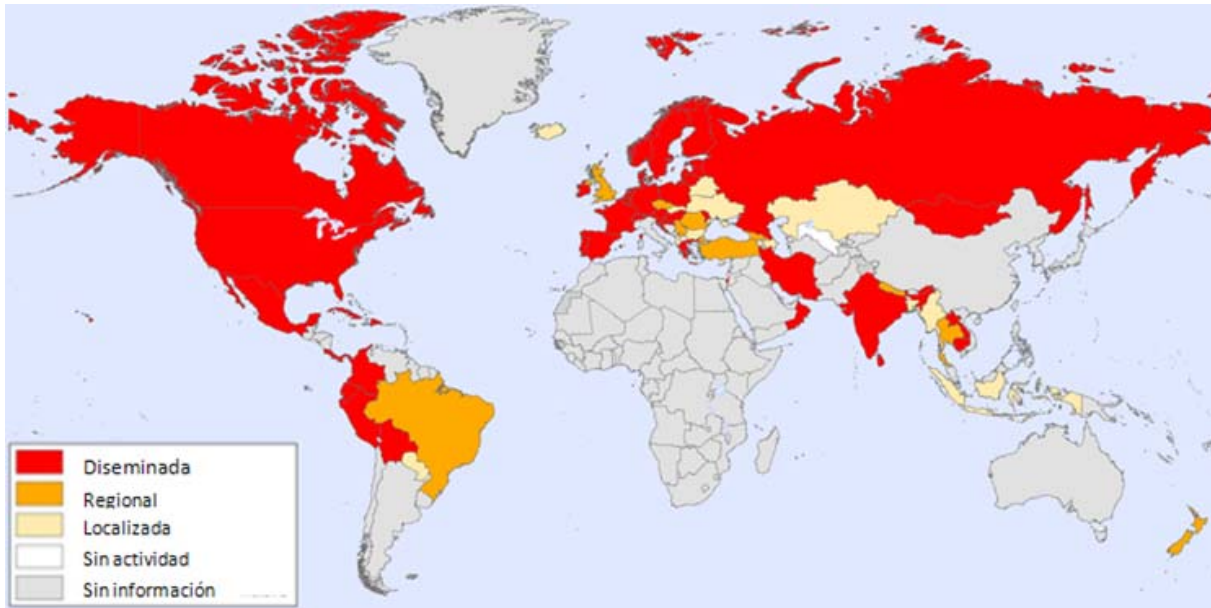 Diseminada
Regional
Localizada
Sin actividad
Sin información